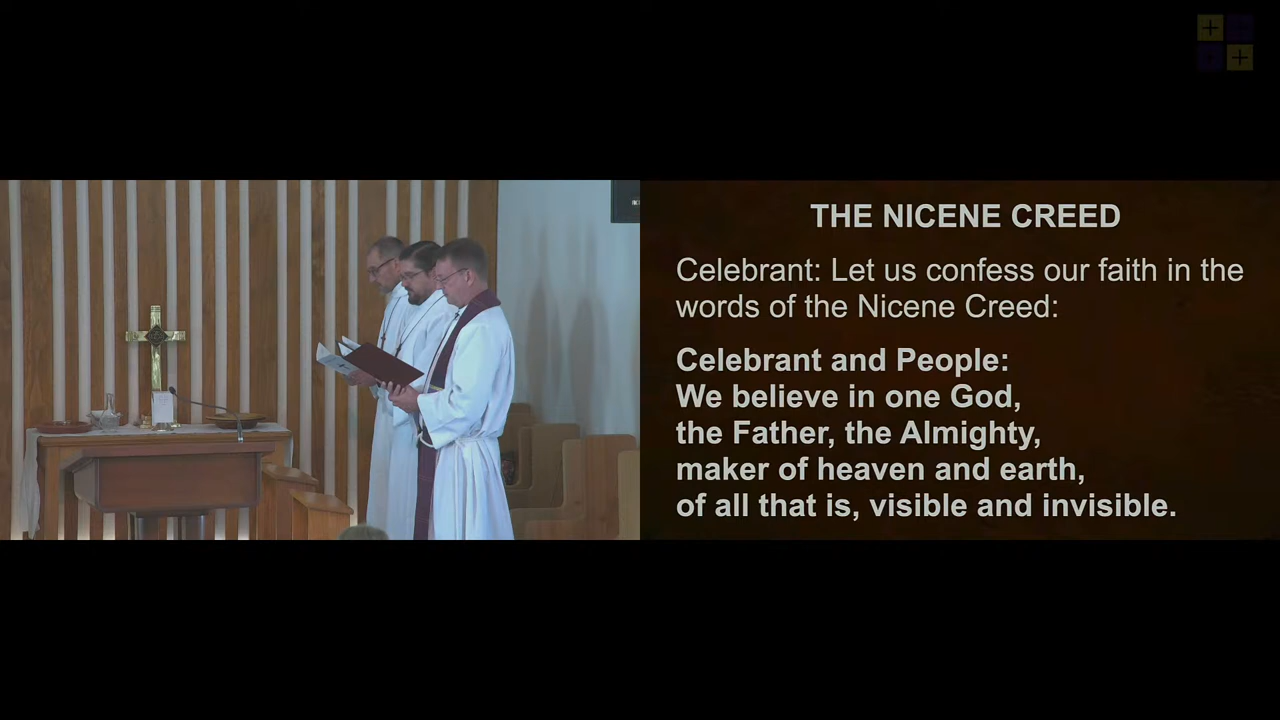 THE NICENE CREED
Celebrant: Let us confess our faith in the
words of the Nicene Creed:
Celebrant and People:
We believe in one God,
the Father, the Almighty,
maker of heaven and earth,
of all that is, visible and invisible.